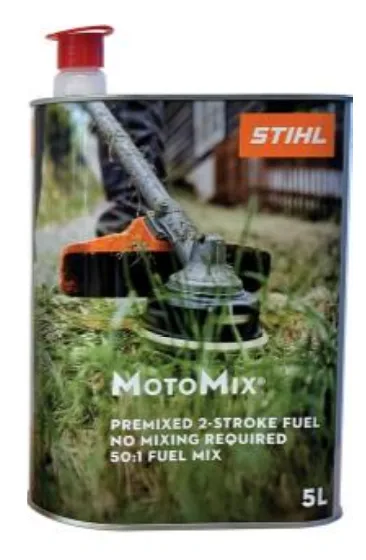 STIHL
MOTOMIX®
PREMIXED 2-STROKE FUEL
NO MIXING REQUIRED
50:1 FUEL MIX
5L